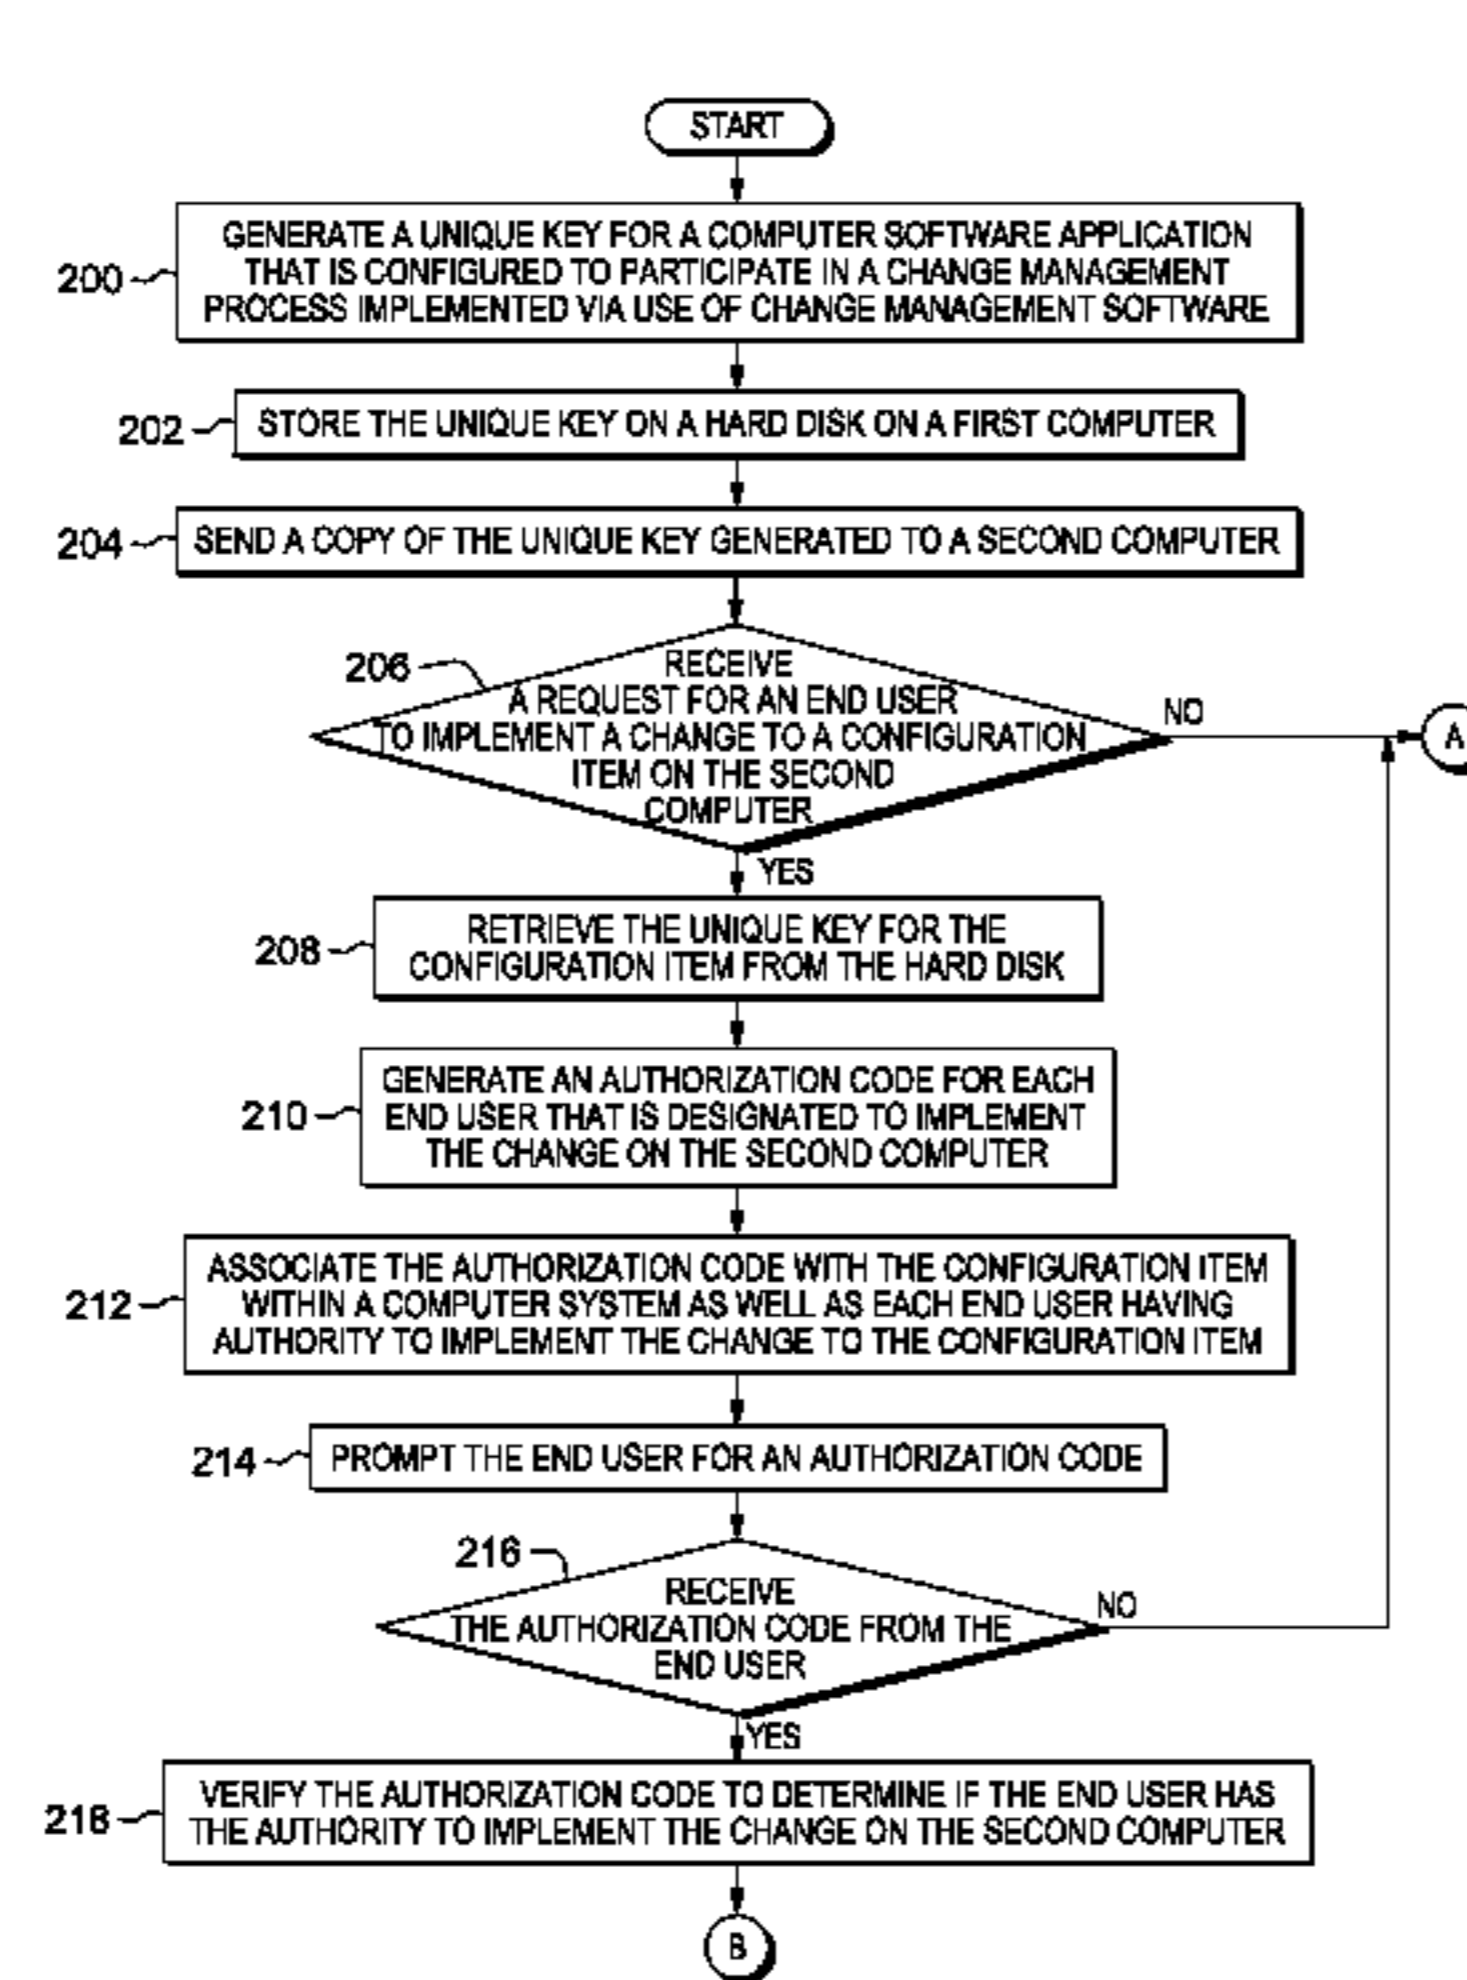 START
200
GENERATE A UNIQUE KEY FOR A COMPUTER SOFTWARE APPLICATION
THAT IS CONFIGURED TO PARTICIPATE IN A CHANGE MANAGEMENT
PROCESS IMPLEMENTED VIA USE OF CHANGE MANAGEMENT SOFTWARE
202
STORE THE UNIQUE KEY ON A HARD DISK ON A FIRST COMPUTER
204
SEND A COPY OF THE UNIQUE KEY GENERATED TO A SECOND COMPUTER
206
RECEIVE
A REQUEST FOR AN END USER
TO IMPLEMENT A CHANGE TO A CONFIGURATION
ITEM ON THE SECOND
COMPUTER
NO
A
YES
208
RETRIEVE THE UNIQUE KEY FOR THE
CONFIGURATION ITEM FROM THE HARD DISK
210
GENERATE AN AUTHORIZATION CODE FOR EACH
END USER THAT IS DESIGNATED TO IMPLEMENT
THE CHANGE ON THE SECOND COMPUTER
212
ASSOCIATE THE AUTHORIZATION CODE WITH THE CONFIGURATION ITEM
WITHIN A COMPUTER SYSTEM AS WELL AS EACH END USER HAVING
AUTHORITY TO IMPLEMENT THE CHANGE TO THE CONFIGURATION ITEM
214
PROMPT THE END USER FOR AN AUTHORIZATION CODE
216
RECEIVE
THE AUTHORIZATION CODE FROM THE
END USER
NO
YES
218
VERIFY THE AUTHORIZATION CODE TO DETERMINE IF THE END USER HAS
THE AUTHORITY TO IMPLEMENT THE CHANGE ON THE SECOND COMPUTER
B